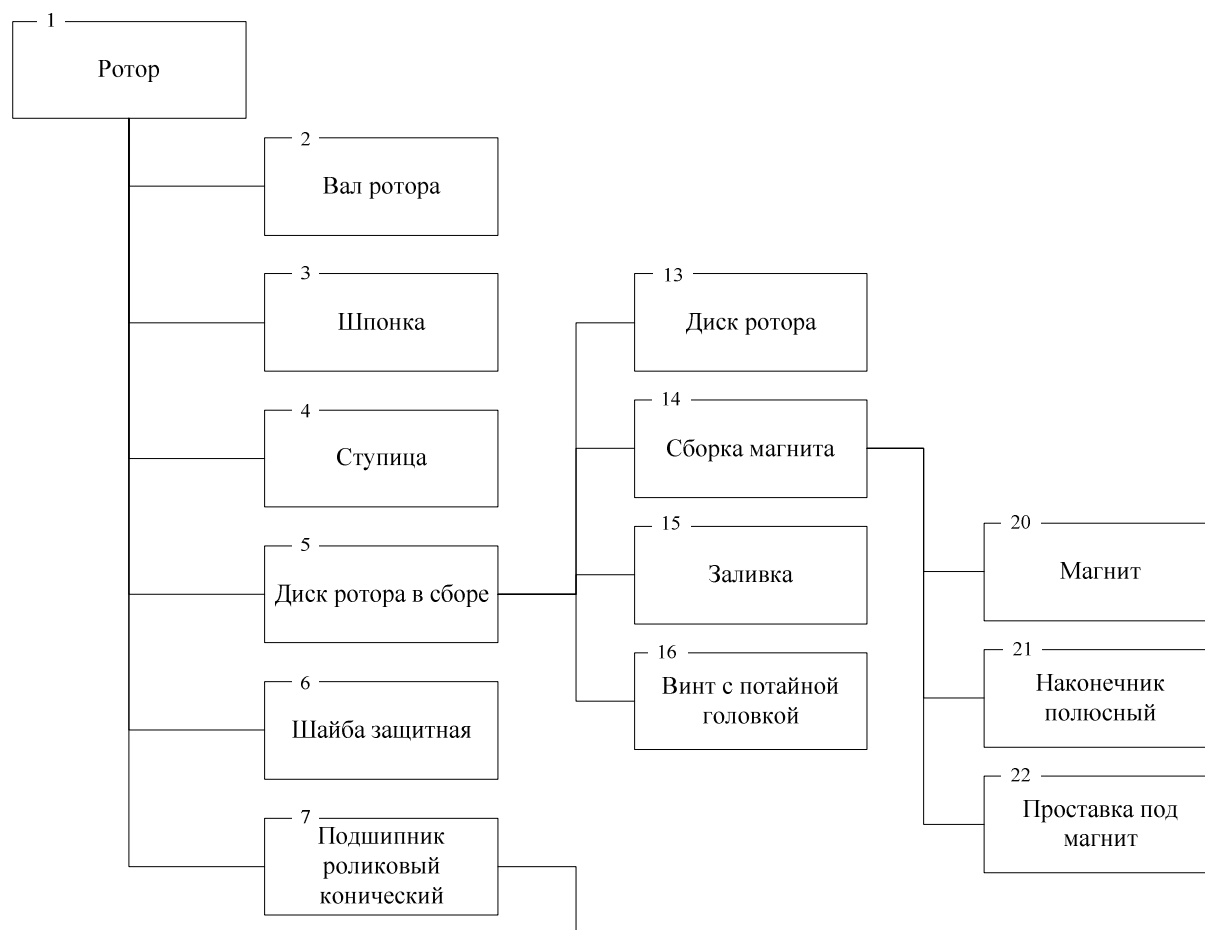 1
Ротор
2
Вал ротора
3
Шпонка
13
Диск ротора
4
Ступица
14
Сборка магнита
5
Диск ротора в сборе
15
Заливка
20
Магнит
6
Шайба защитная
16
Винт с потайной
головкой
21
Наконечник
полюсный
7
Подшипник
роликовый
конический
22
Проставка под
магнит